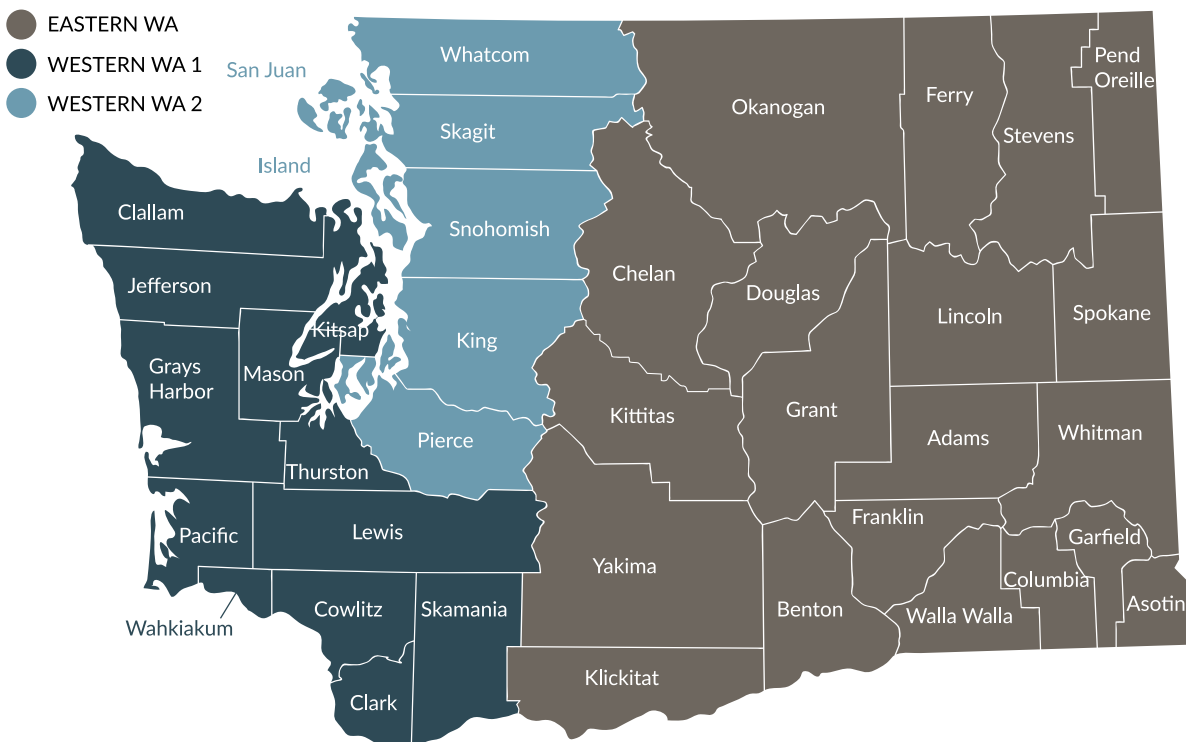 EASTERN WA
WESTERN WA 1
WESTERN WA 2
San Juan
Island
Whatcom
Skagit
Snohomish
King
Pierce
Clallam
Jefferson
Kitsap
Grays
Harbor
Mason
Thurston
Pacific
Lewis
Wahkiakum
Cowlitz
Skamania
Clark
Okanogan
Ferry
Stevens
Pend
Oreille
Chelan
Douglas
Lincoln
Spokane
Kittitas
Grant
Adams
Whitman
Yakima
Franklin
Garfield
Columbia
Benton
Walla Walla
Asotin
Klickitat